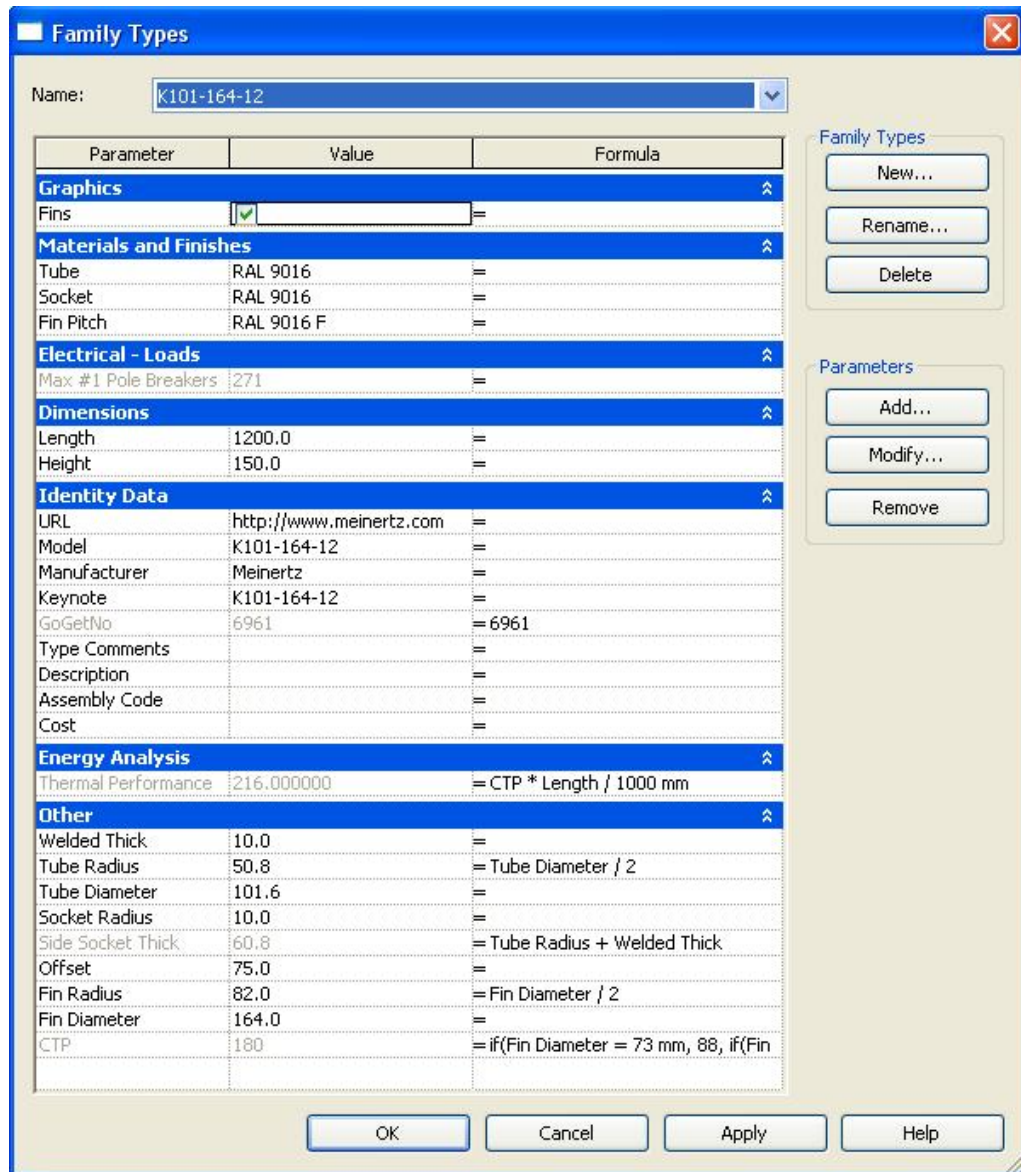 Family Types
Name: K101-164-12
Parameter Value Formula
Graphics
Fins =
Materials and Finishes
Tube RAL 9016 =
Socket RAL 9016 =
Fin Pitch RAL 9016 F =
Electrical - Loads
Max #1 Pole Breakers 271 =
Dimensions
Length 1200.0 =
Height 150.0 =
Identity Data
URL http://www.meinertz.com =
Model K101-164-12 =
Manufacturer Meinertz =
Keynote K101-164-12 =
GoGetNo 6961 = 6961
Type Comments =
Description =
Assembly Code =
Cost =
Energy Analysis
Thermal Performance 216.000000 = CTP * Length / 1000 mm
Other
Welded Thick 10.0 =
Tube Radius 50.8 = Tube Diameter / 2
Tube Diameter 101.6 =
Socket Radius 10.0 =
Side Socket Thick 60.8 = Tube Radius + Welded Thick
Offset 75.0 =
Fin Radius 82.0 = Fin Diameter / 2
Fin Diameter 164.0 =
CTP 180 = if(Fin Diameter = 73 mm, 88, if(Fin
Family Types
New...
Rename...
Delete
Parameters
Add...
Modify...
Remove
OK Cancel Apply Help